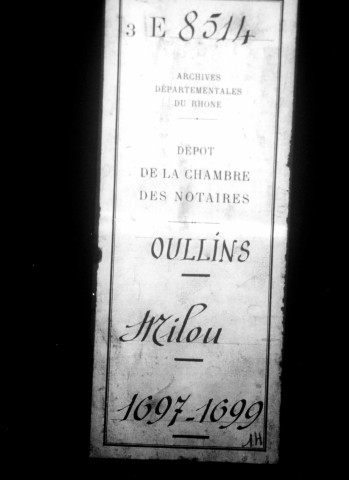 3 E 8514
ARCHIVES
DÉPARTEMENTALES
DU RHONE
DÉPOT
DE LA CHAMBRE
DES NOTAIRES
OULLINS
Milou
1697-1699
1H